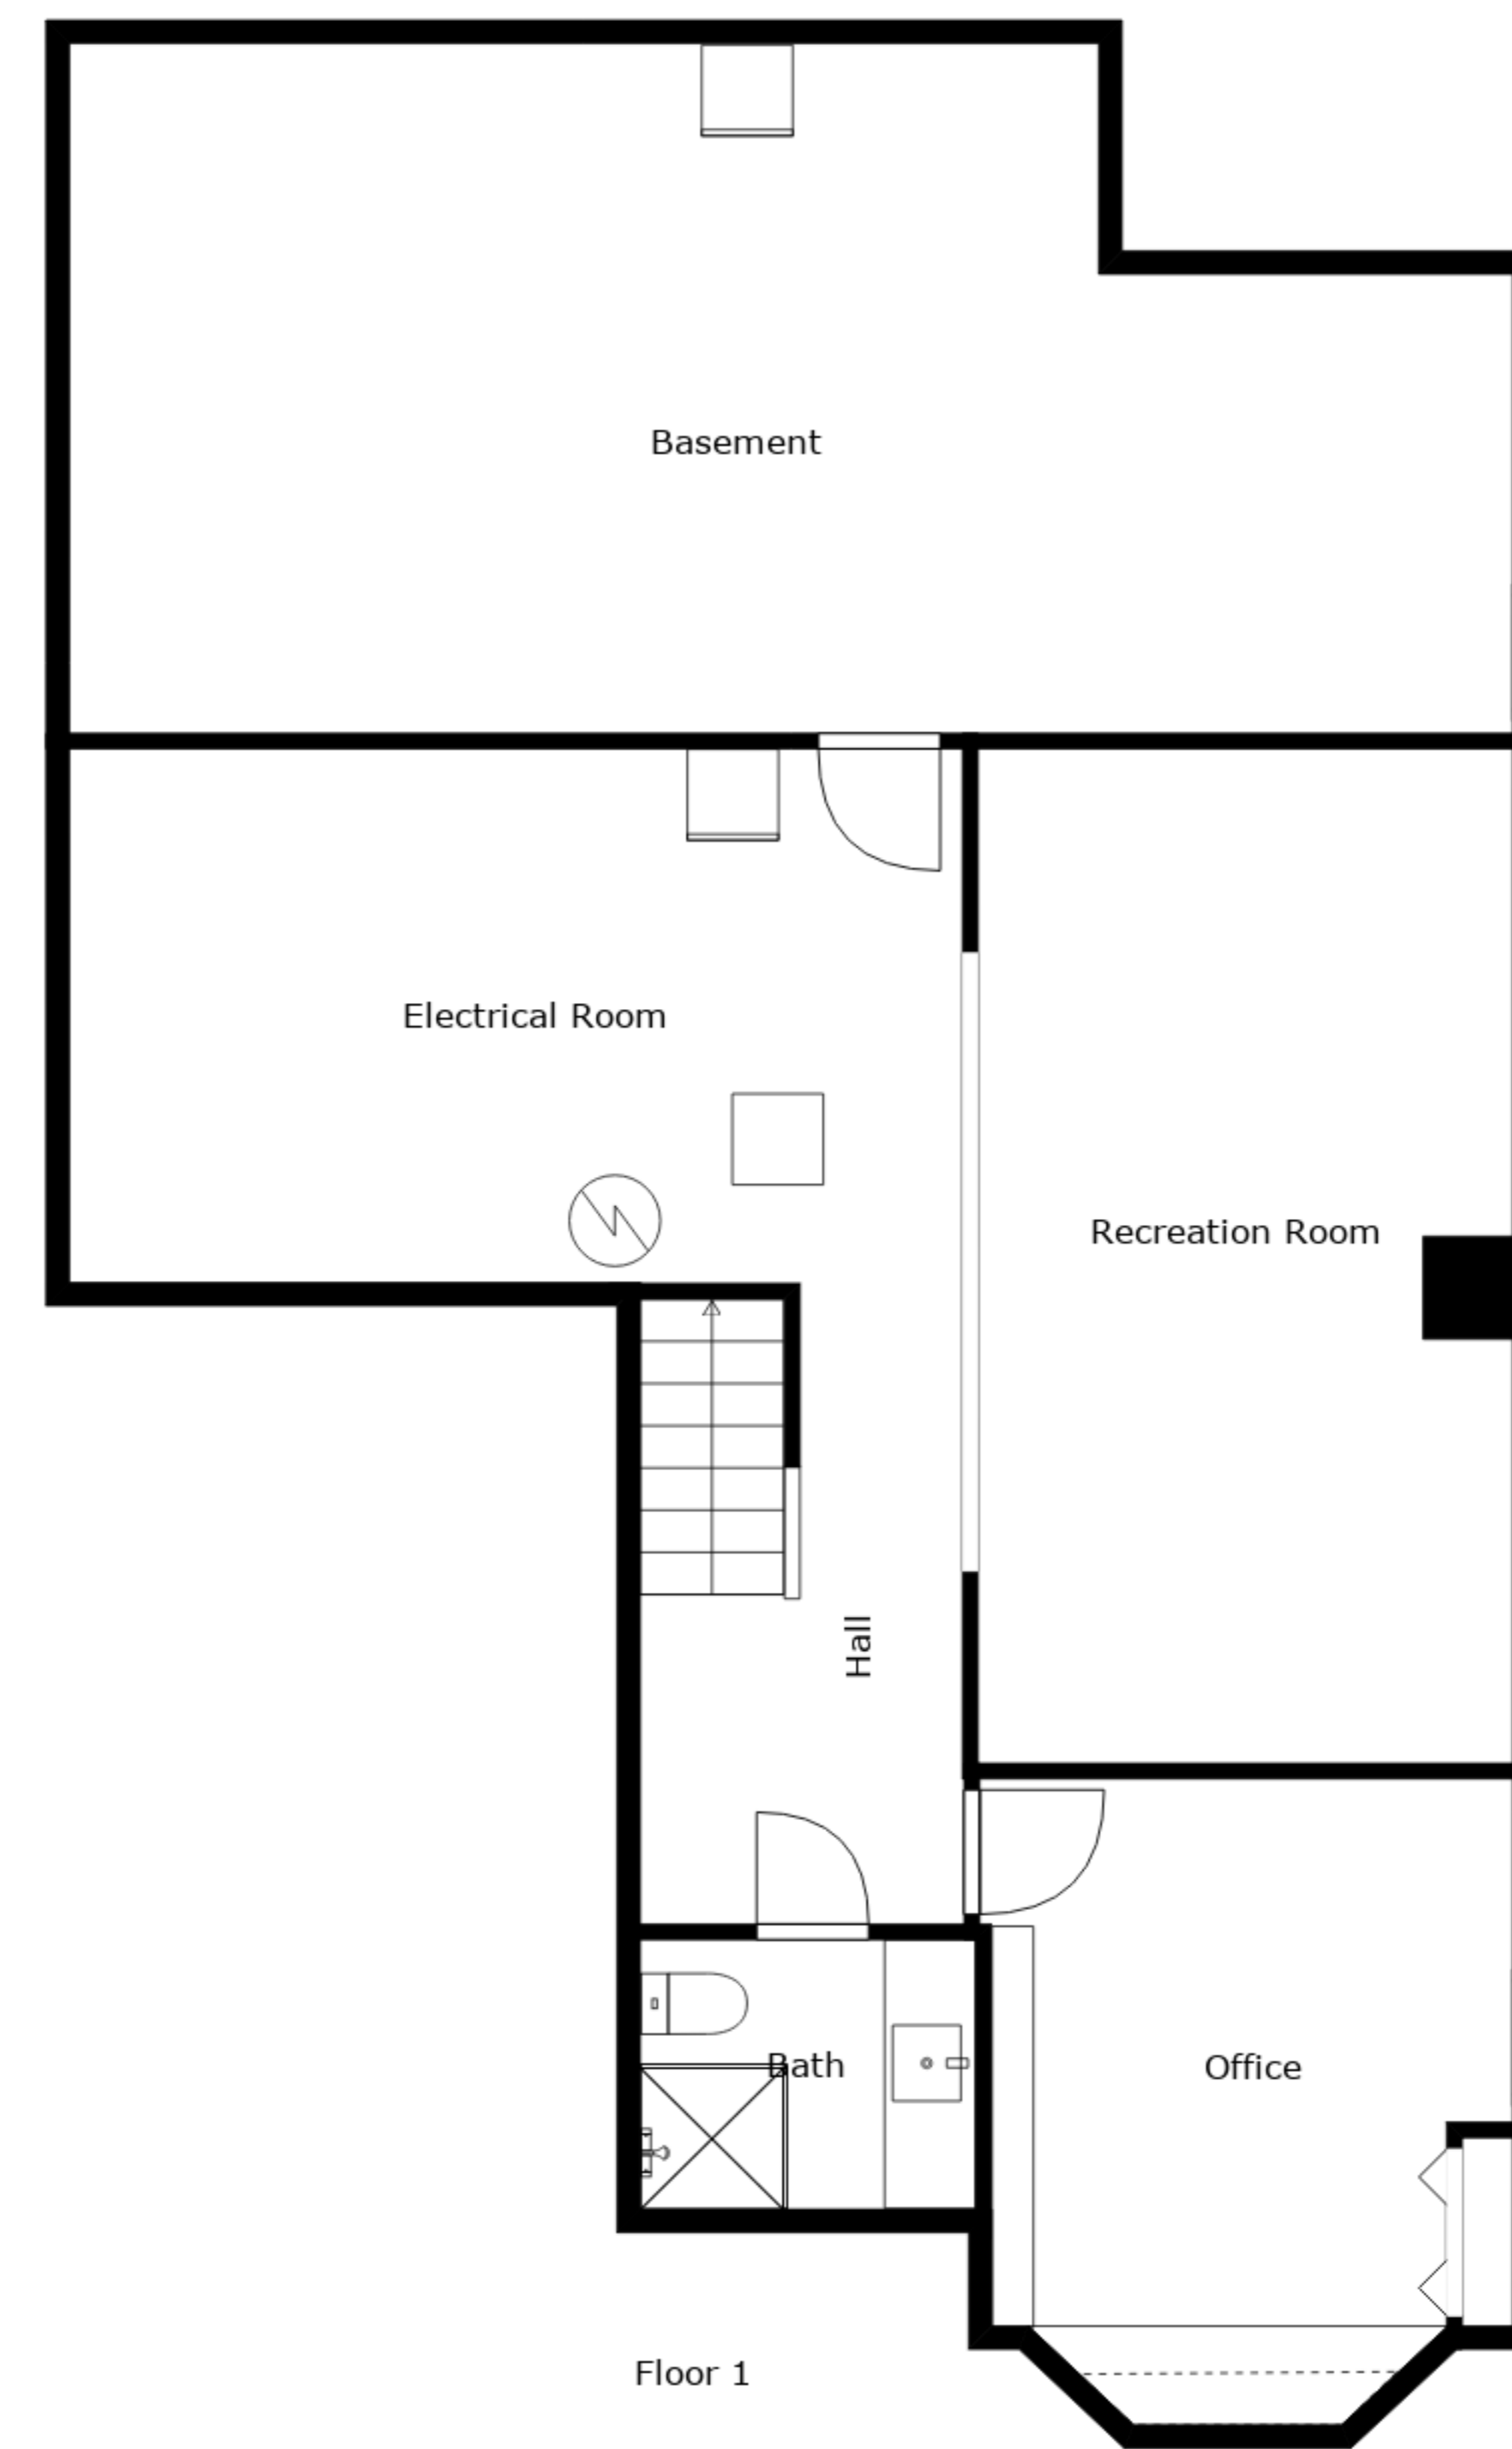 Basement
Electrical Room
Recreation Room
Hall
Bath
Office
Floor 1